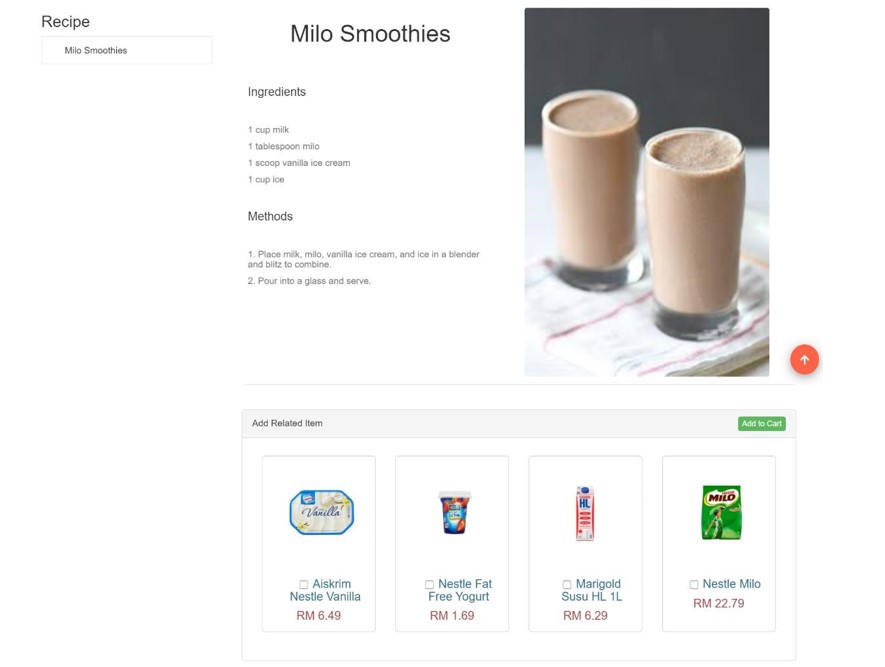 Recipe
Milo Smoothies
Milo Smoothies
Ingredients
1 cup milk
1 tablespoon milo
1 scoop vanilla ice cream
1 cup ice
Methods
1. Place milk, milo, vanilla ice cream, and ice in a blender
and blitz to combine.
2. Pour into a glass and serve.
Add Related Item
Add to Cart
Vanilla
HL
MILO
Aiskrim
Nestle Vanilla
RM 6.49
Nestle Fat
Free Yogurt
RM 1.69
Marigold
Susu HL 1L
RM 6.29
Nestle Milo
RM 22.79